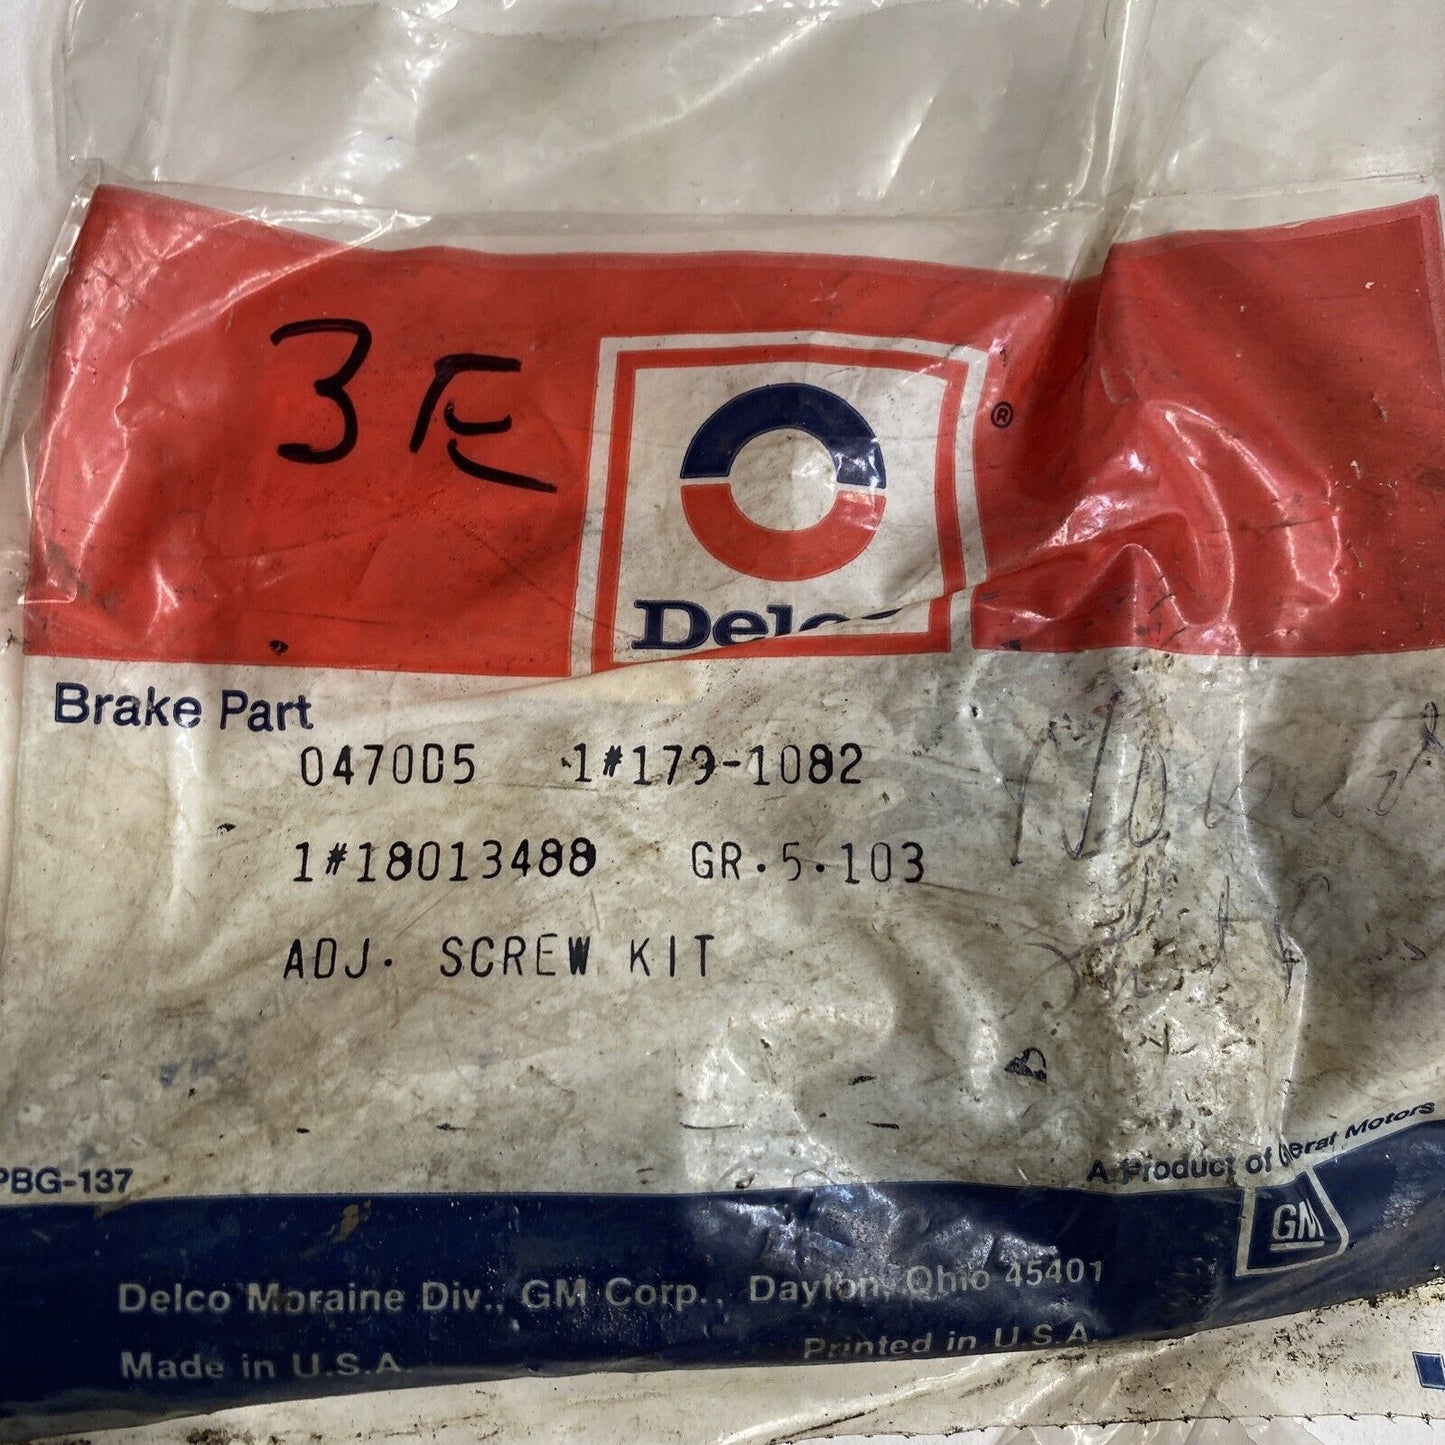 3E
®
Delco
Brake Part
047005 1#179-1082
1#18013488 GR.5.103
ADJ. SCREW KIT
PBG-137
A Product of General Motors
GM
Delco Moraine Div., GM Corp., Dayton, Ohio 45401
Printed in U.S.A.
Made in U.S.A.